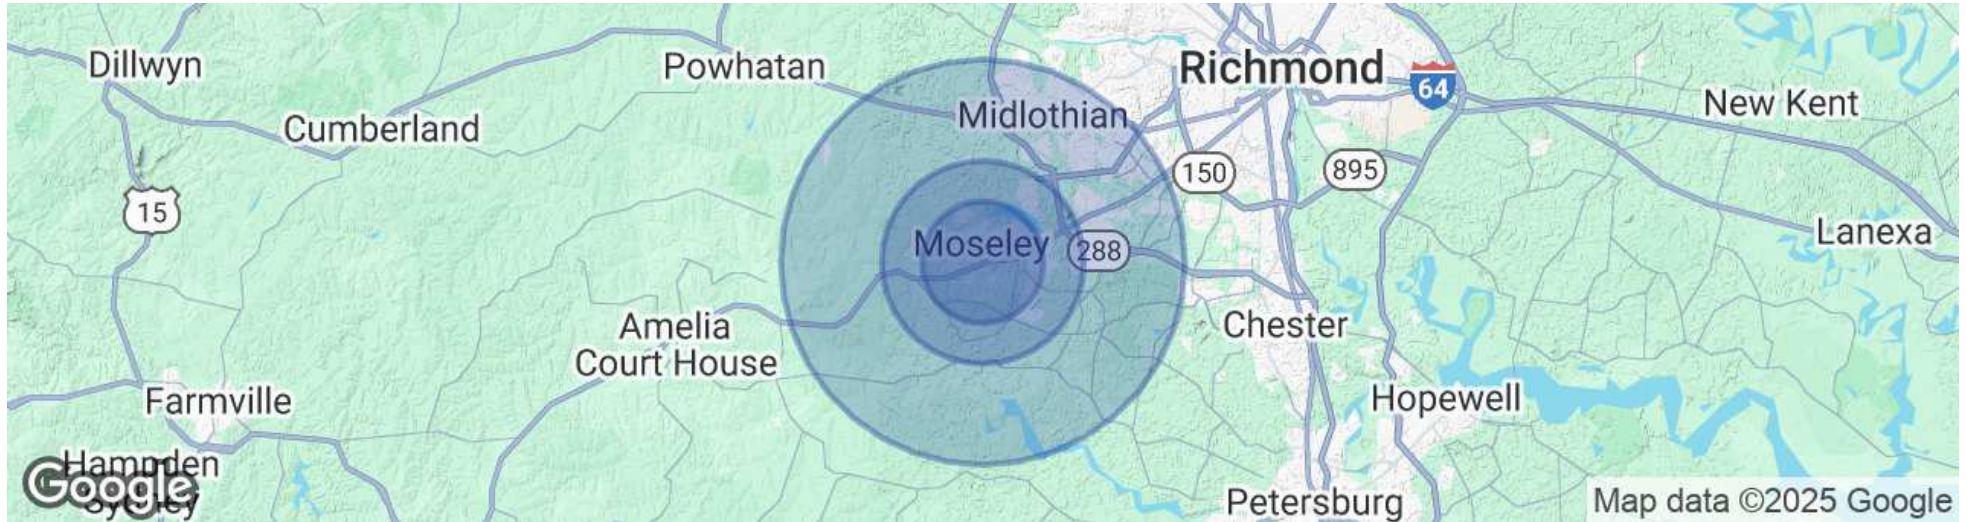 Dillwyn
Powhatan
Richmond
64
New Kent
Cumberland
Midlothian
150
895
15
Moseley
288
Lanexa
Amelia
Court House
Chester
Farmville
Hopewell
Hampden
Sydney
Google
Petersburg
Map data ©2025 Google